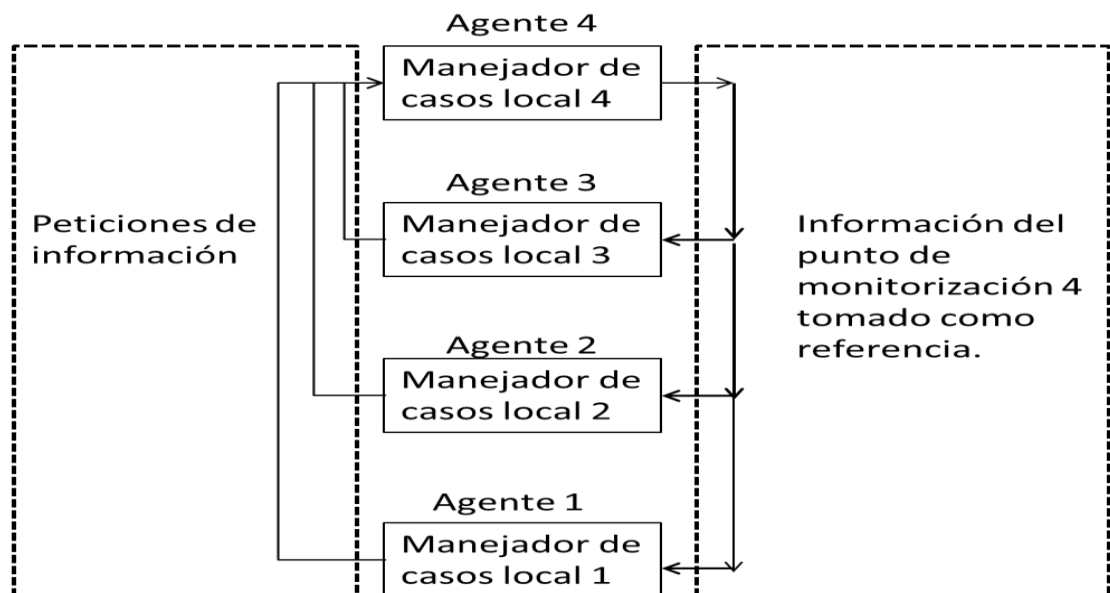 Agente 4
Manejador de
casos local 4
Agente 3
Manejador de
casos local 3
Peticiones de
información
Información del
punto de
monitorización 4
tomado como
referencia.
Agente 2
Manejador de
casos local 2
Agente 1
Manejador de
casos local 1